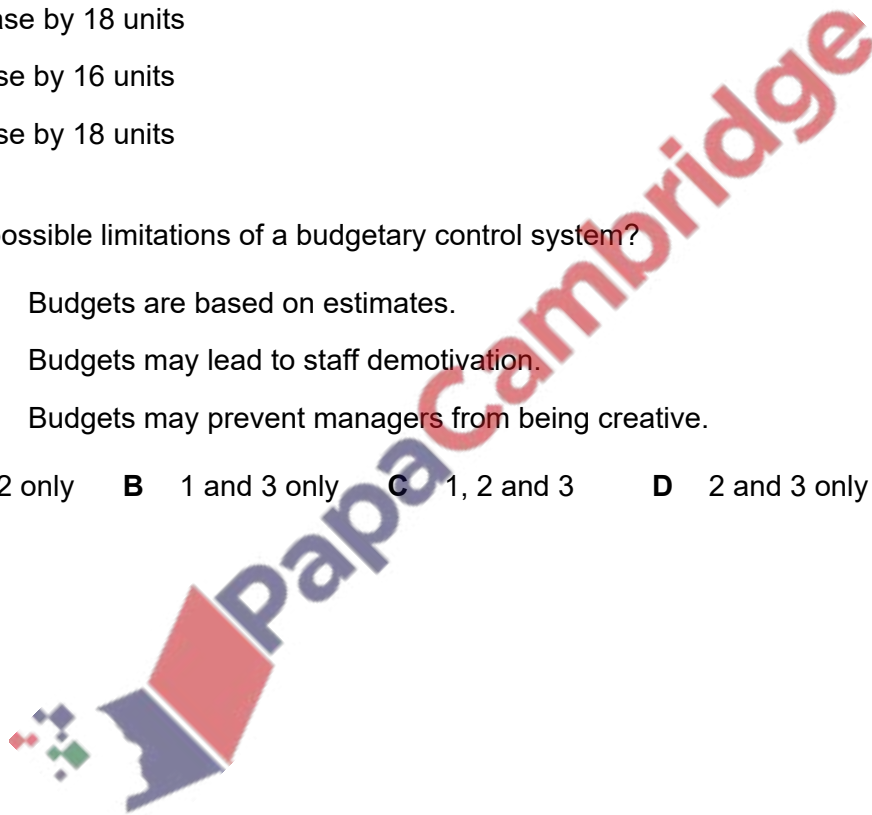 ase by 18 units
se by 16 units
se by 18 units
ossible limitations of a budgetary control system?
Budgets are based on estimates.
Budgets may lead to staff demotivation.
Budgets may prevent managers from being creative.
2 only B 1 and 3 only C 1, 2 and 3 D 2 and 3 only
PapaCambridge